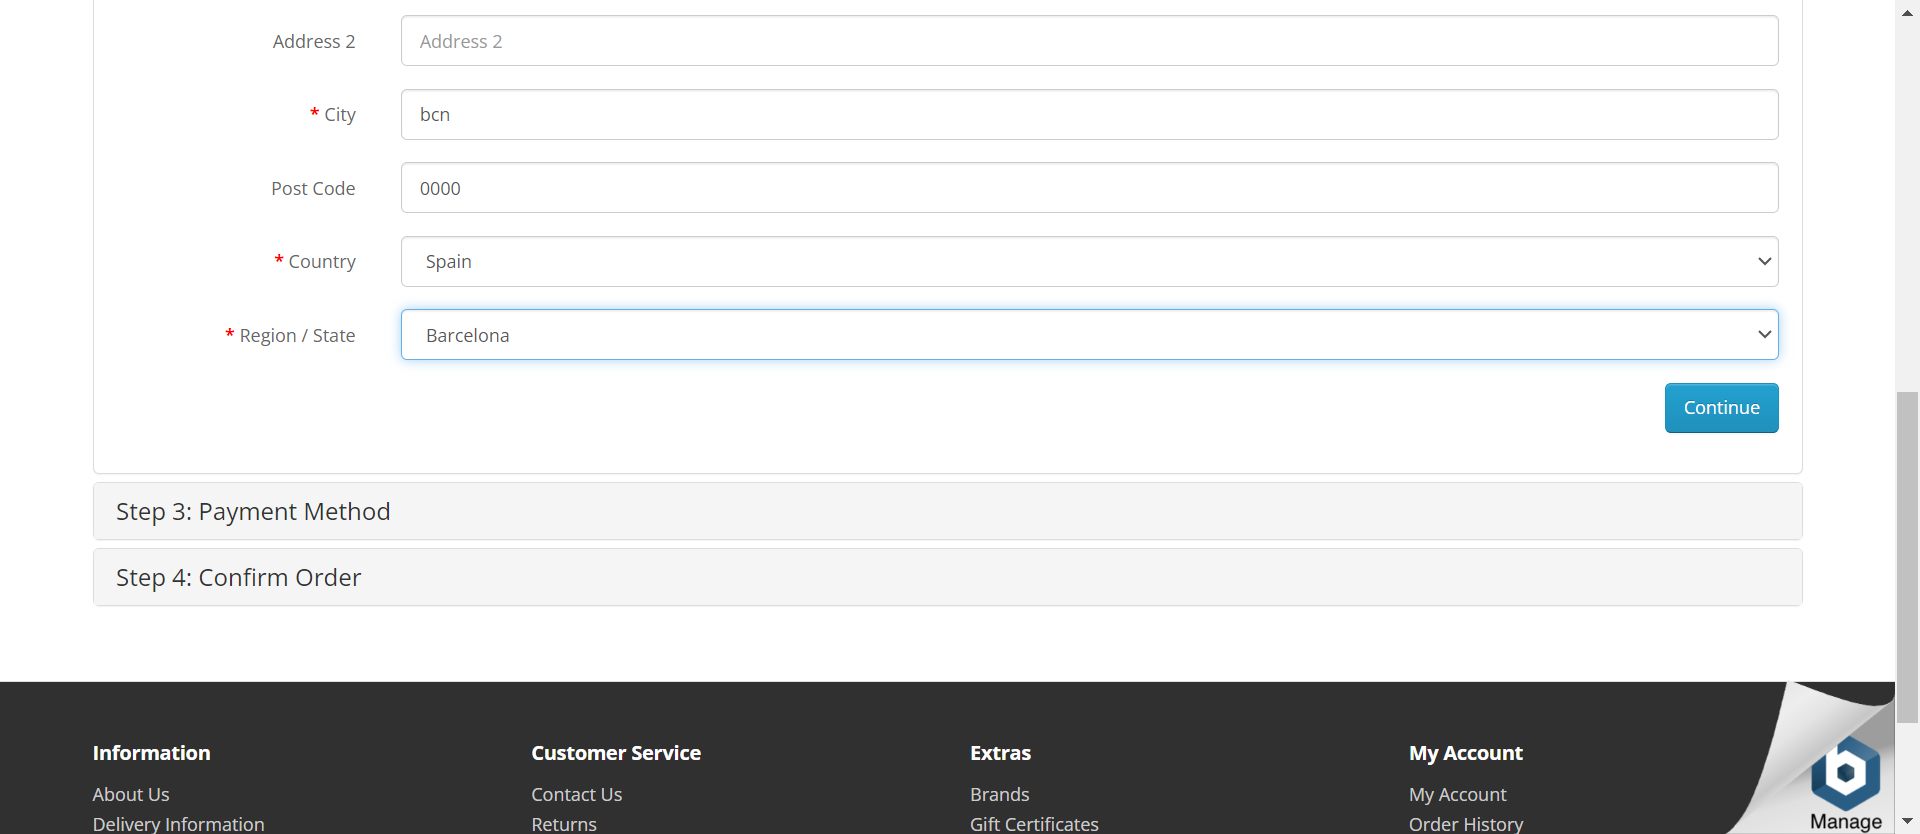 Address 2
Address 2
* City
bcn
Post Code
0000
* Country
Spain
* Region / State
Barcelona
Continue
Step 3: Payment Method
Step 4: Confirm Order
Information
Customer Service
Extras
My Account
About Us
Contact Us
Brands
My Account
Delivery Information
Returns
Gift Certificates
Order History
b
Manage